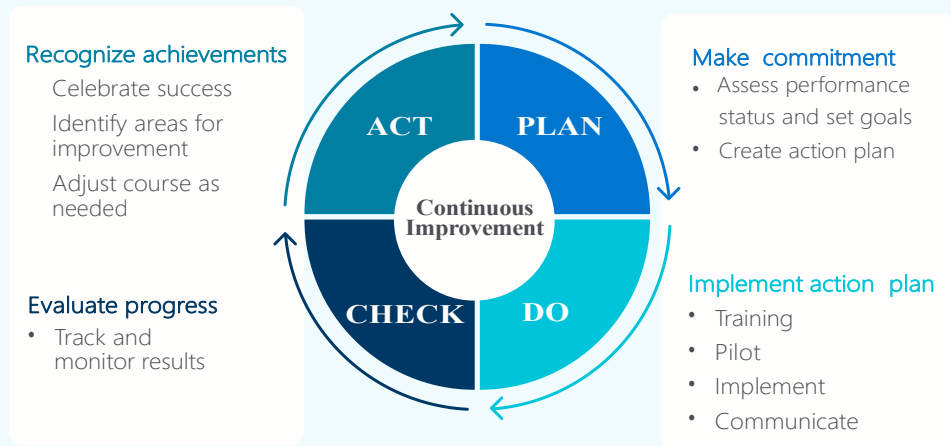 Recognize achievements
Celebrate success
Identify areas for
improvement
Adjust course as
needed
Evaluate progress
• Track and
monitor results
ACT
PLAN
Continuous
Improvement
CHECK
DO
Make commitment
• Assess performance
status and set goals
• Create action plan
Implement action plan
• Training
• Pilot
• Implement
• Communicate